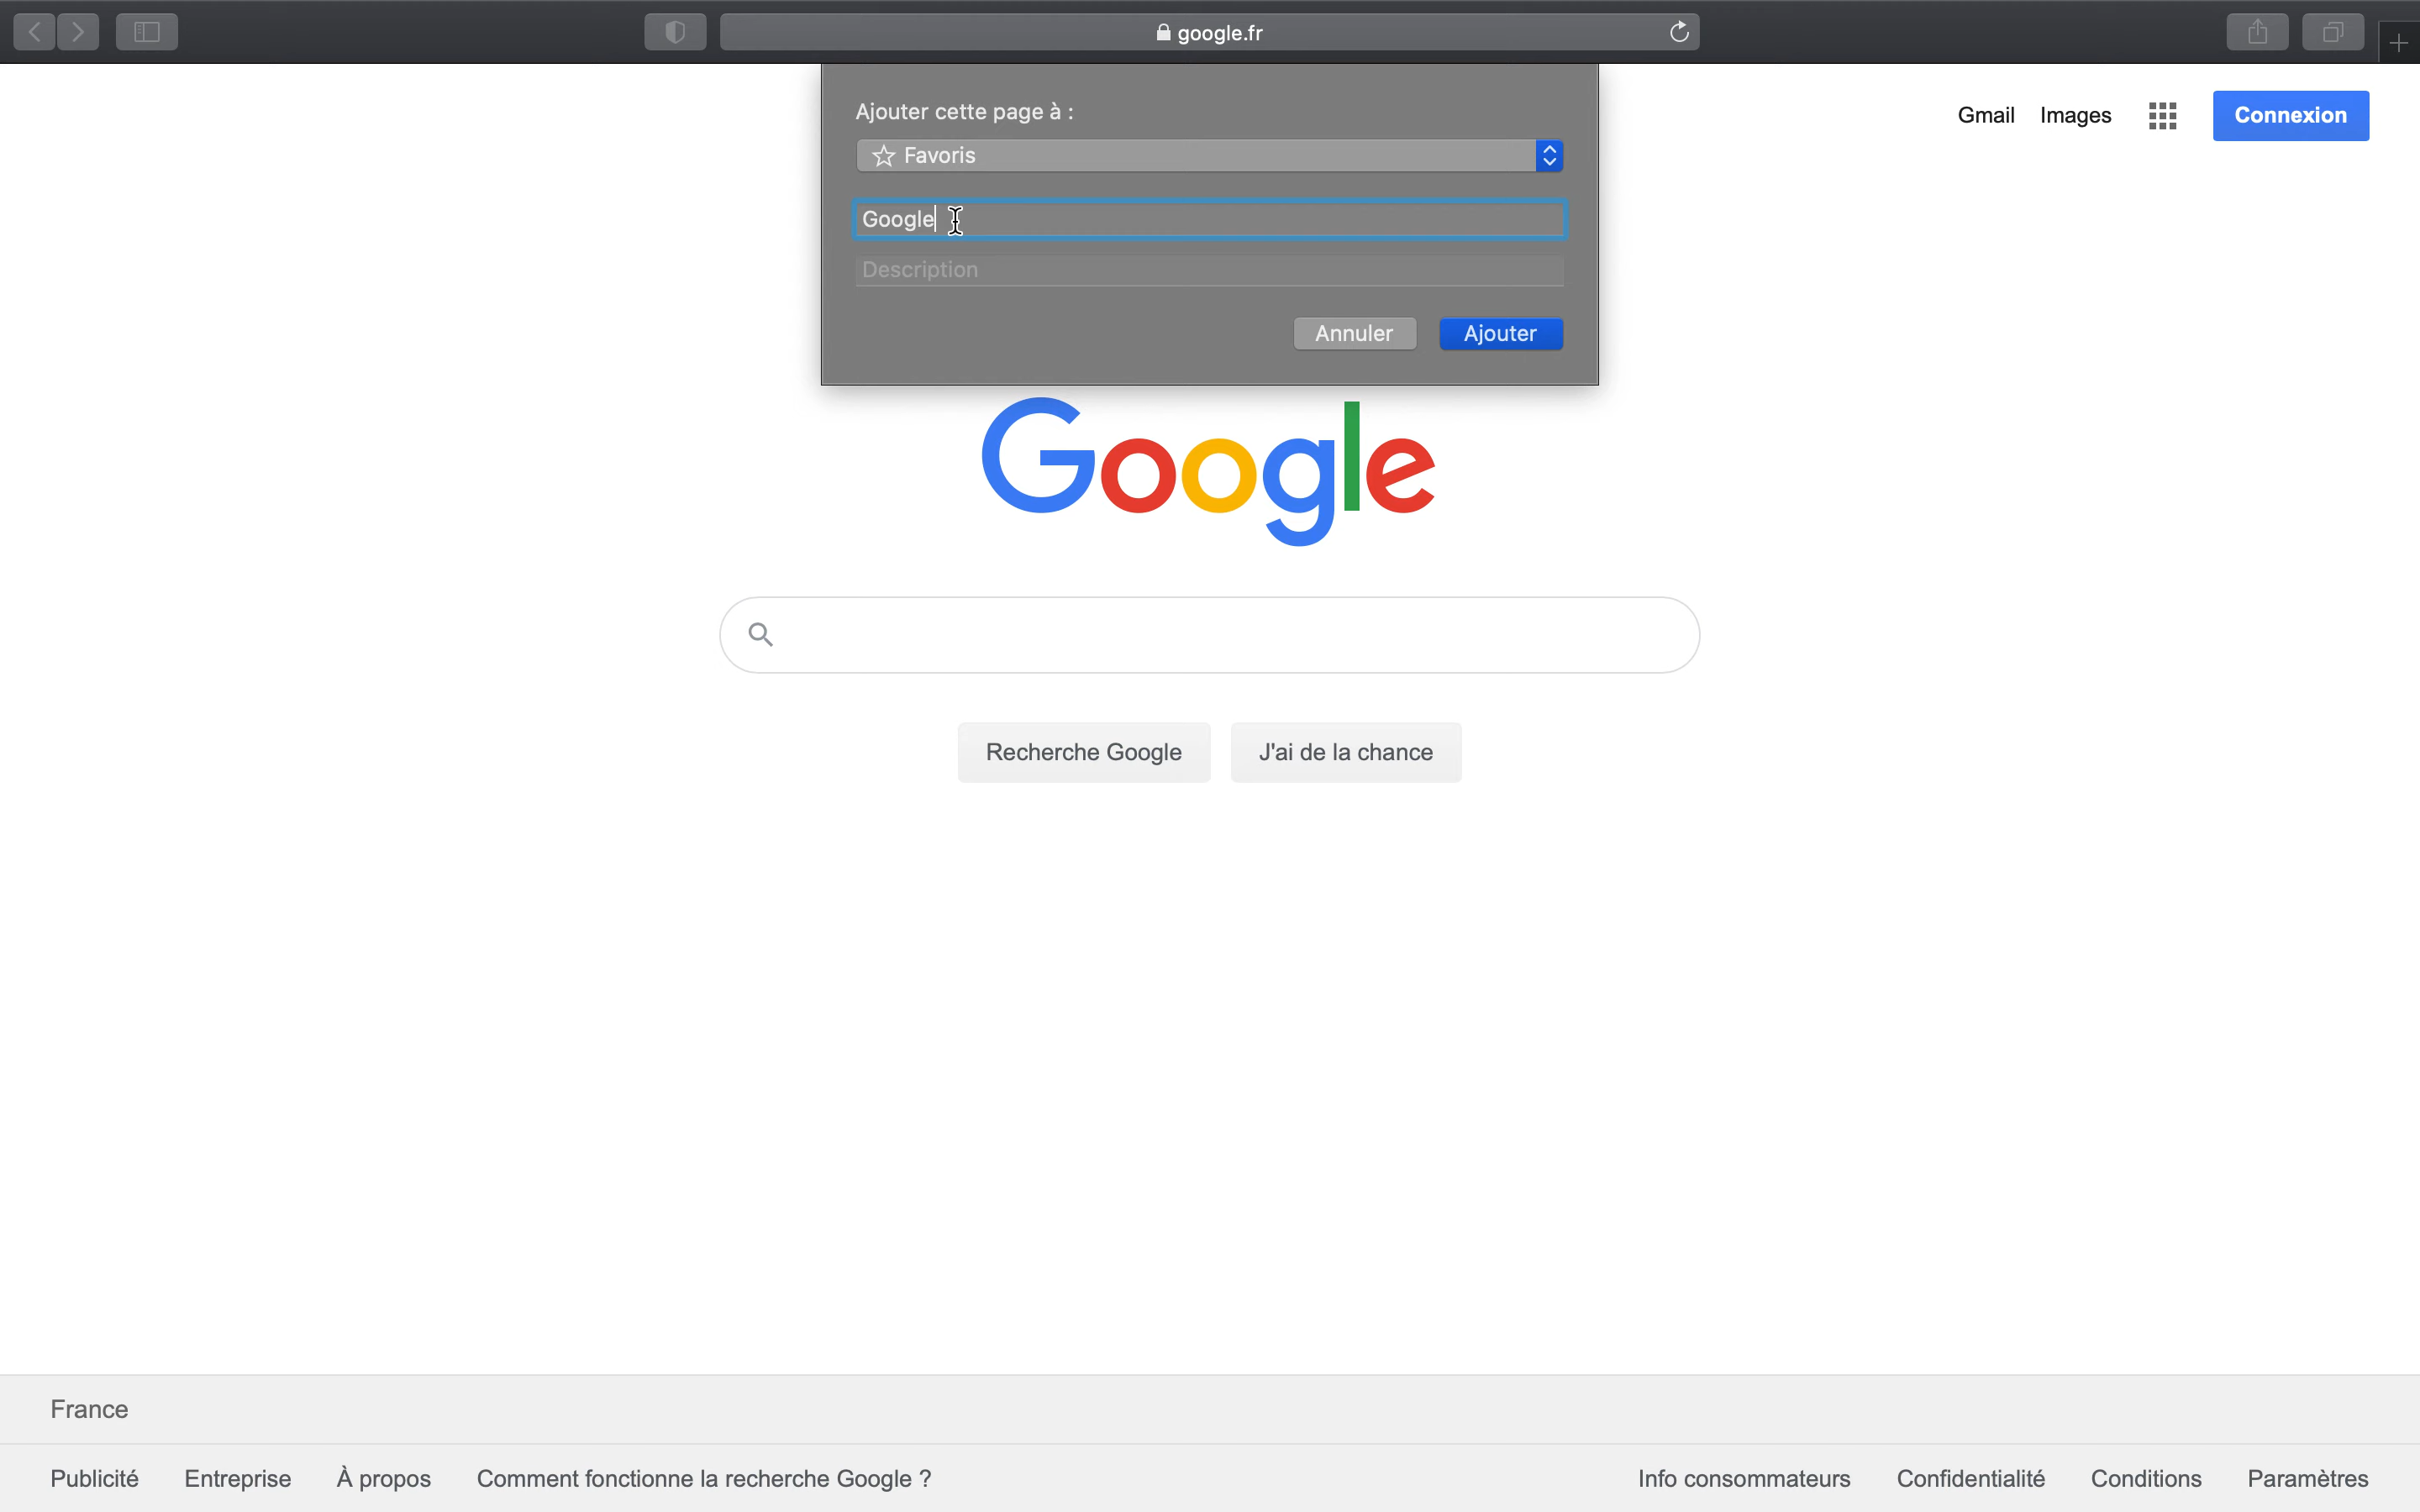 google.fr
Ajouter cette page à :
Favoris
Google
Description
Annuler Ajouter
Gmail Images Connexion
Google
Recherche Google J'ai de la chance
France
Publicité Entreprise À propos Comment fonctionne la recherche Google ? Info consommateurs Confidentialité Conditions Paramètres